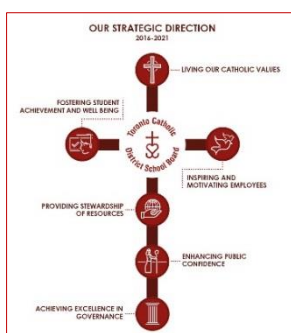 OUR STRATEGIC DIRECTION
2016-2021
LIVING OUR CATHOLIC VALUES
FOSTERING STUDENT
ACHIEVEMENT AND WELL BEING
Toronto Catholic
District School Board
INSPIRING AND
MOTIVATING EMPLOYEES
PROVIDING STEWARDSHIP
OF RESOURCES
ENHANCING PUBLIC
CONFIDENCE
ACHIEVING EXCELLENCE IN
GOVERNANCE